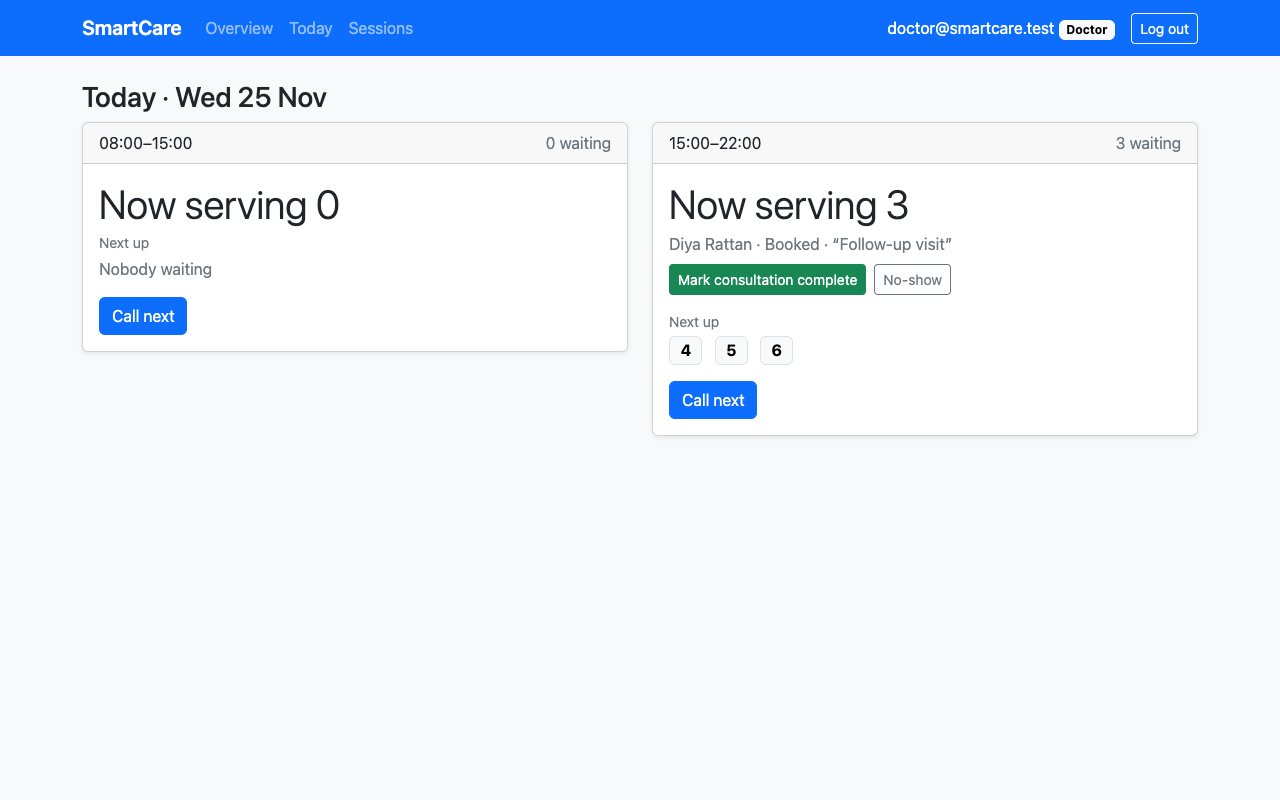 SmartCare Overview Today Sessions doctor@smartcare.test Doctor Log out
Today · Wed 25 Nov
08:00–15:00 0 waiting
Now serving 0
Next up
Nobody waiting
Call next
15:00–22:00 3 waiting
Now serving 3
Diya Rattan · Booked · “Follow-up visit”
Mark consultation complete No-show
Next up
4 5 6
Call next